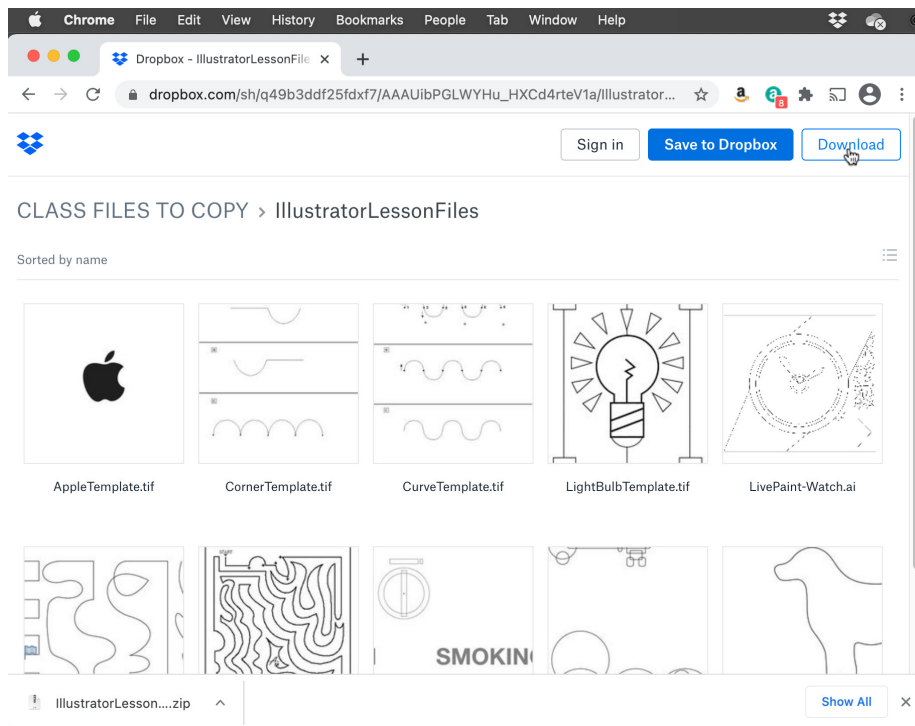 Chrome File Edit View History Bookmarks People Tab Window Help
Dropbox - IllustratorLessonFile
dropbox.com/sh/q49b3ddf25fdxf7/AAAUibPGLWYHu_HXCd4rteV1a/Illustrator...
8
Sign in Save to Dropbox Download
CLASS FILES TO COPY › IllustratorLessonFiles
Sorted by name
AppleTemplate.tif CornerTemplate.tif CurveTemplate.tif LightBulbTemplate.tif LivePaint-Watch.ai
START
SMOKIN
IllustratorLesson....zip Show All